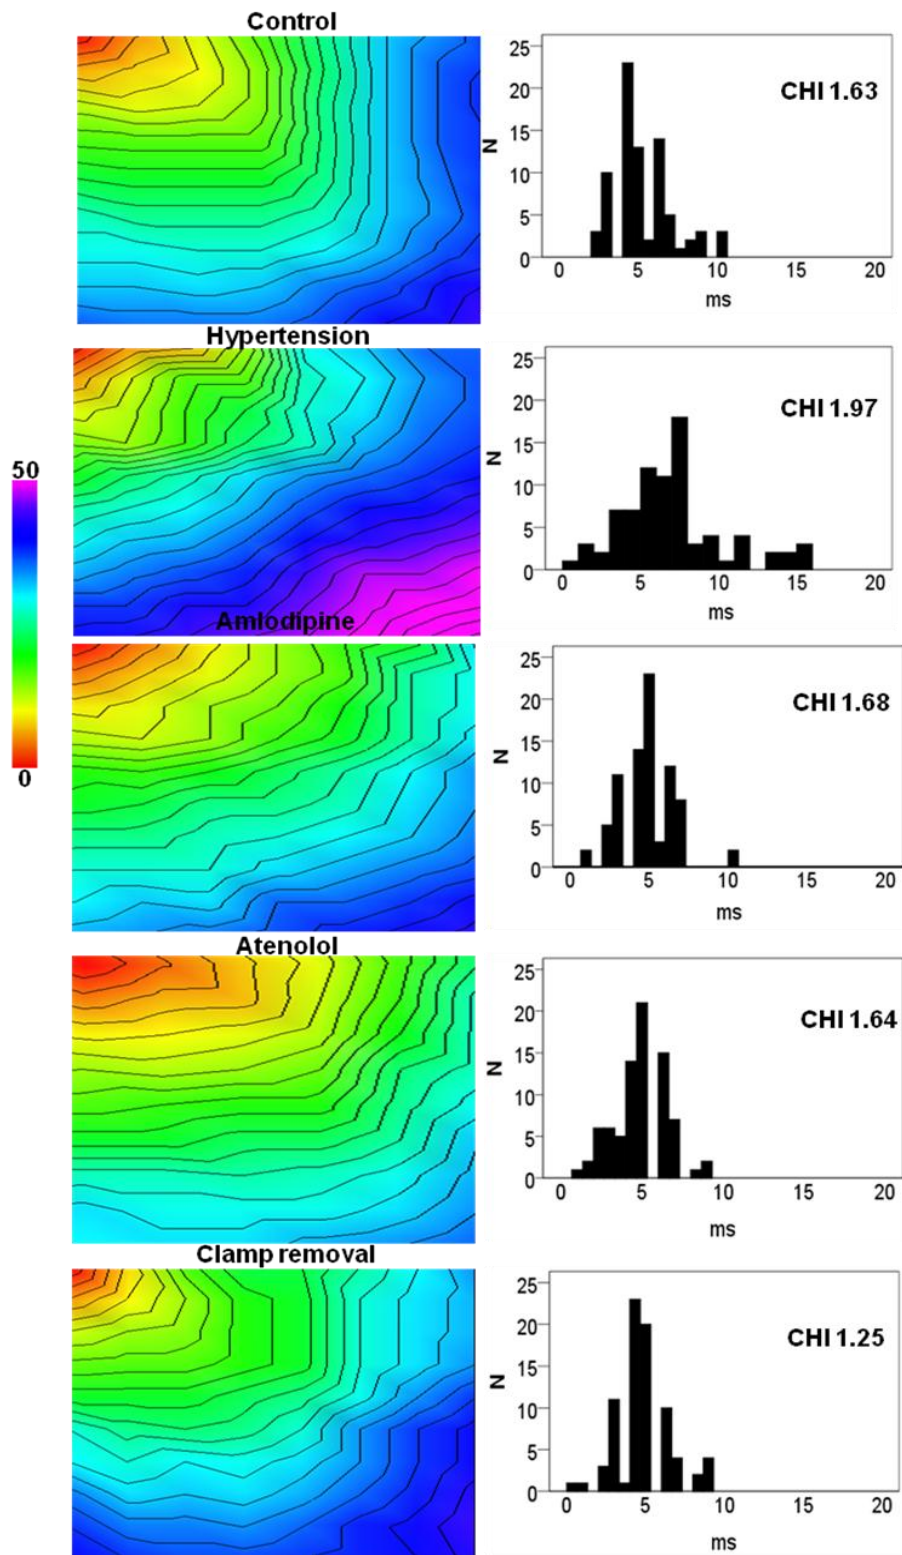 Control
25
20
15
10
5
0
N
CHI 1.63
0 5 10 15 20
ms
Hypertension
25
20
15
10
5
0
N
CHI 1.97
0 5 10 15 20
ms
50
0
Amlodipine
25
20
15
10
5
0
N
CHI 1.68
0 5 10 15 20
ms
Atenolol
25
20
15
10
5
0
N
CHI 1.64
0 5 10 15 20
ms
Clamp removal
25
20
15
10
5
0
N
CHI 1.25
0 5 10 15 20
ms